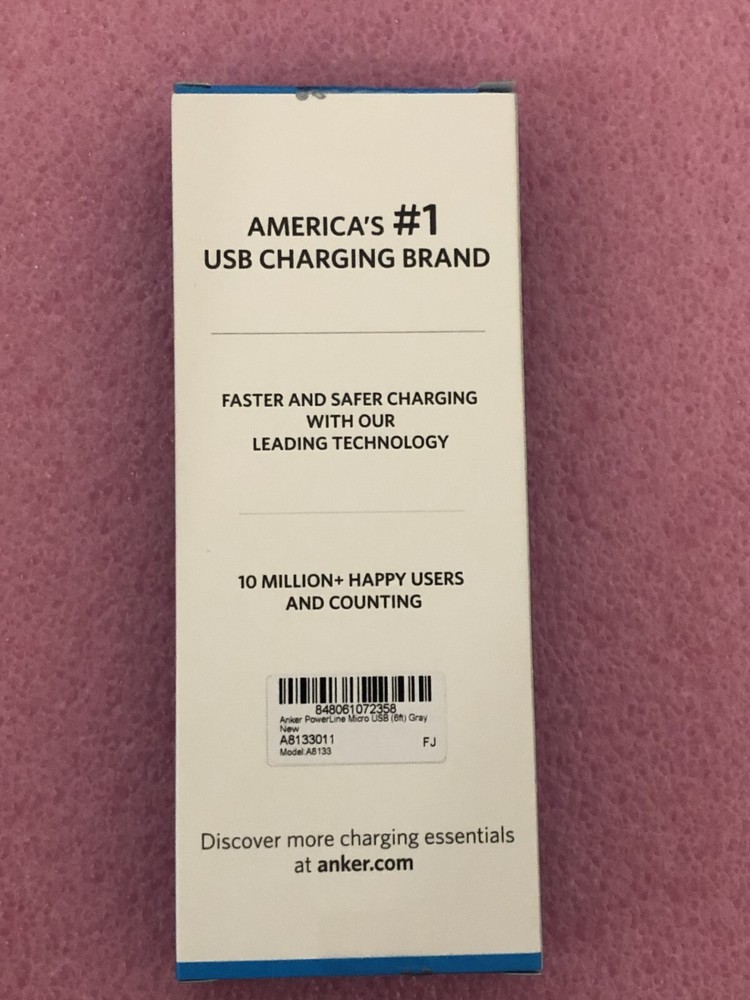 AMERICA'S #1
USB CHARGING BRAND
FASTER AND SAFER CHARGING
WITH OUR
LEADING TECHNOLOGY
10 MILLION+ HAPPY USERS
AND COUNTING
848061072358
Anker PowerLine Micro USB (6ft) Gray
New
A8133011 FJ
Model:A8133
Discover more charging essentials
at anker.com